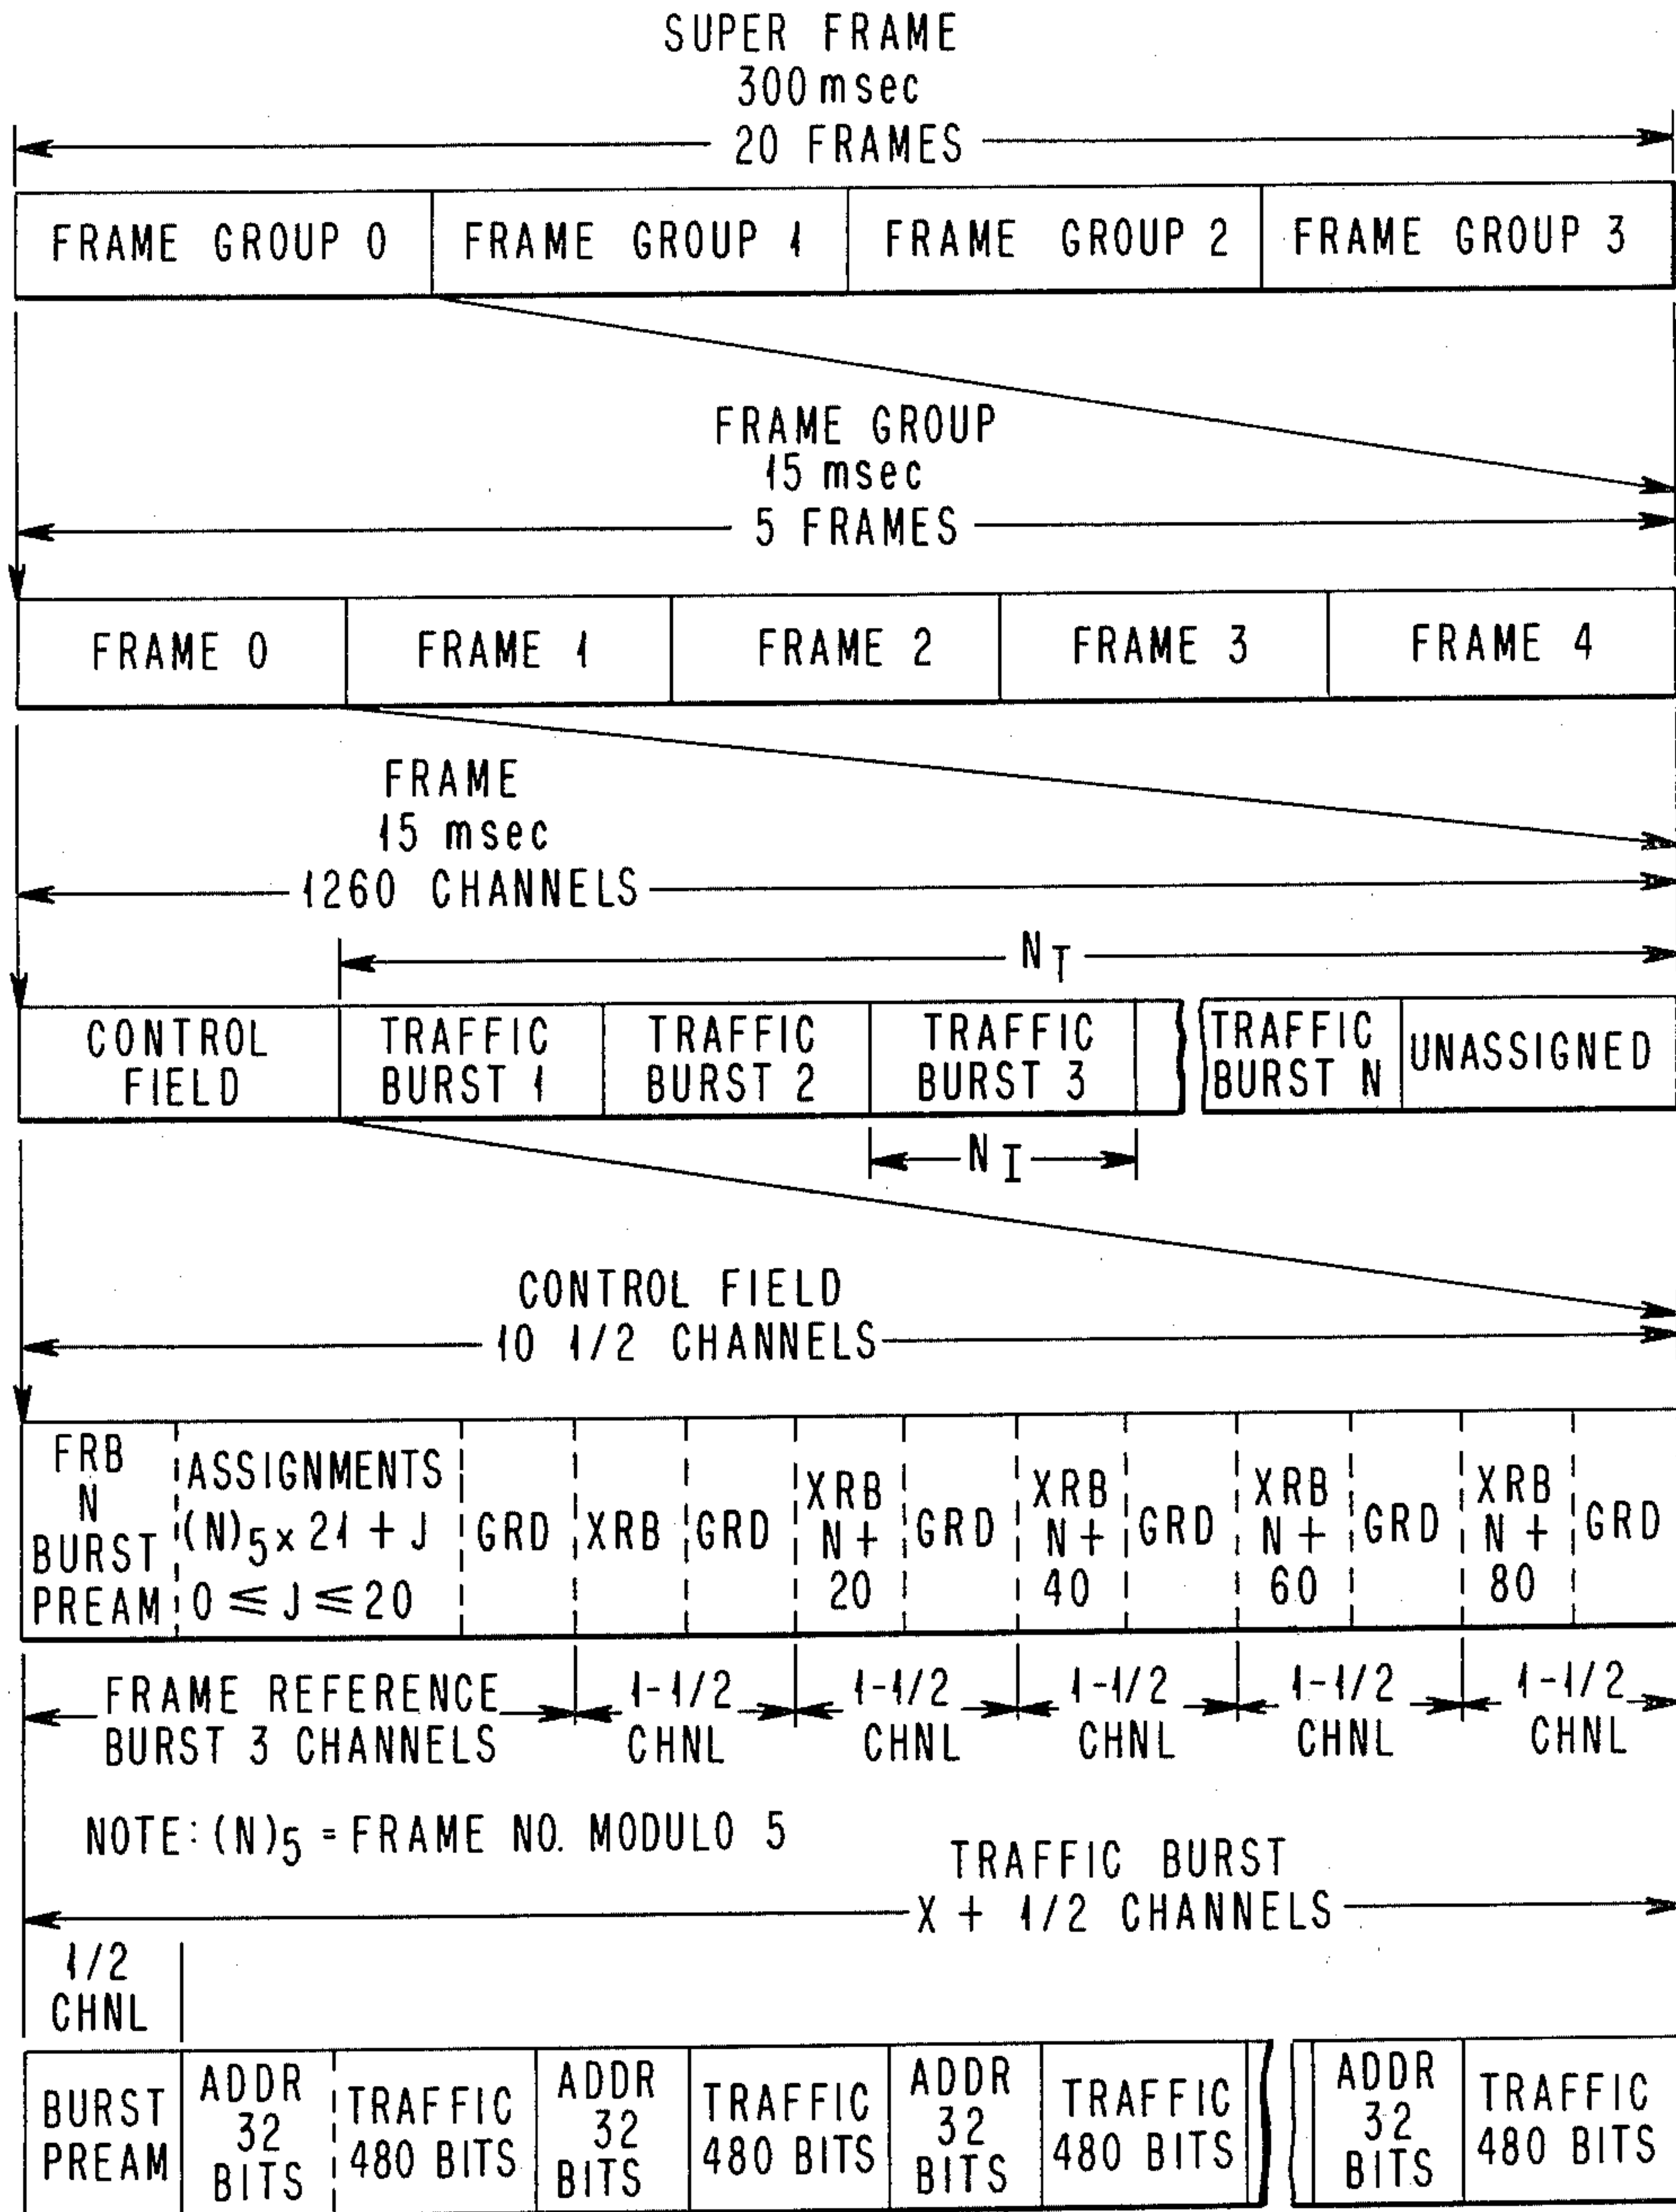 SUPER FRAME
300 msec
20 FRAMES
FRAME GROUP 0 FRAME GROUP 1 FRAME GROUP 2 FRAME GROUP 3
FRAME GROUP
15 msec
5 FRAMES
FRAME 0 FRAME 1 FRAME 2 FRAME 3 FRAME 4
FRAME
15 msec
1260 CHANNELS
N_T
CONTROL FIELD
TRAFFIC BURST 1
TRAFFIC BURST 2
TRAFFIC BURST 3
TRAFFIC BURST N
UNASSIGNED
N_I
CONTROL FIELD
10 1/2 CHANNELS
FRB
N
BURST
PREAM
ASSIGNMENTS
(N)5 x 21 + J
0 ≤ J ≤ 20
GRD
XRB
GRD
XRB
N +
20
GRD
XRB
N +
40
GRD
XRB
N +
60
GRD
XRB
N +
80
GRD
FRAME REFERENCE
BURST 3 CHANNELS
1-1/2
CHNL
1-1/2
CHNL
1-1/2
CHNL
1-1/2
CHNL
1-1/2
CHNL
NOTE: (N)5 = FRAME NO. MODULO 5
TRAFFIC BURST
X + 1/2 CHANNELS
1/2
CHNL
BURST
PREAM
ADDR
32
BITS
TRAFFIC
480 BITS
ADDR
32
BITS
TRAFFIC
480 BITS
ADDR
32
BITS
TRAFFIC
480 BITS
ADDR
32
BITS
TRAFFIC
480 BITS